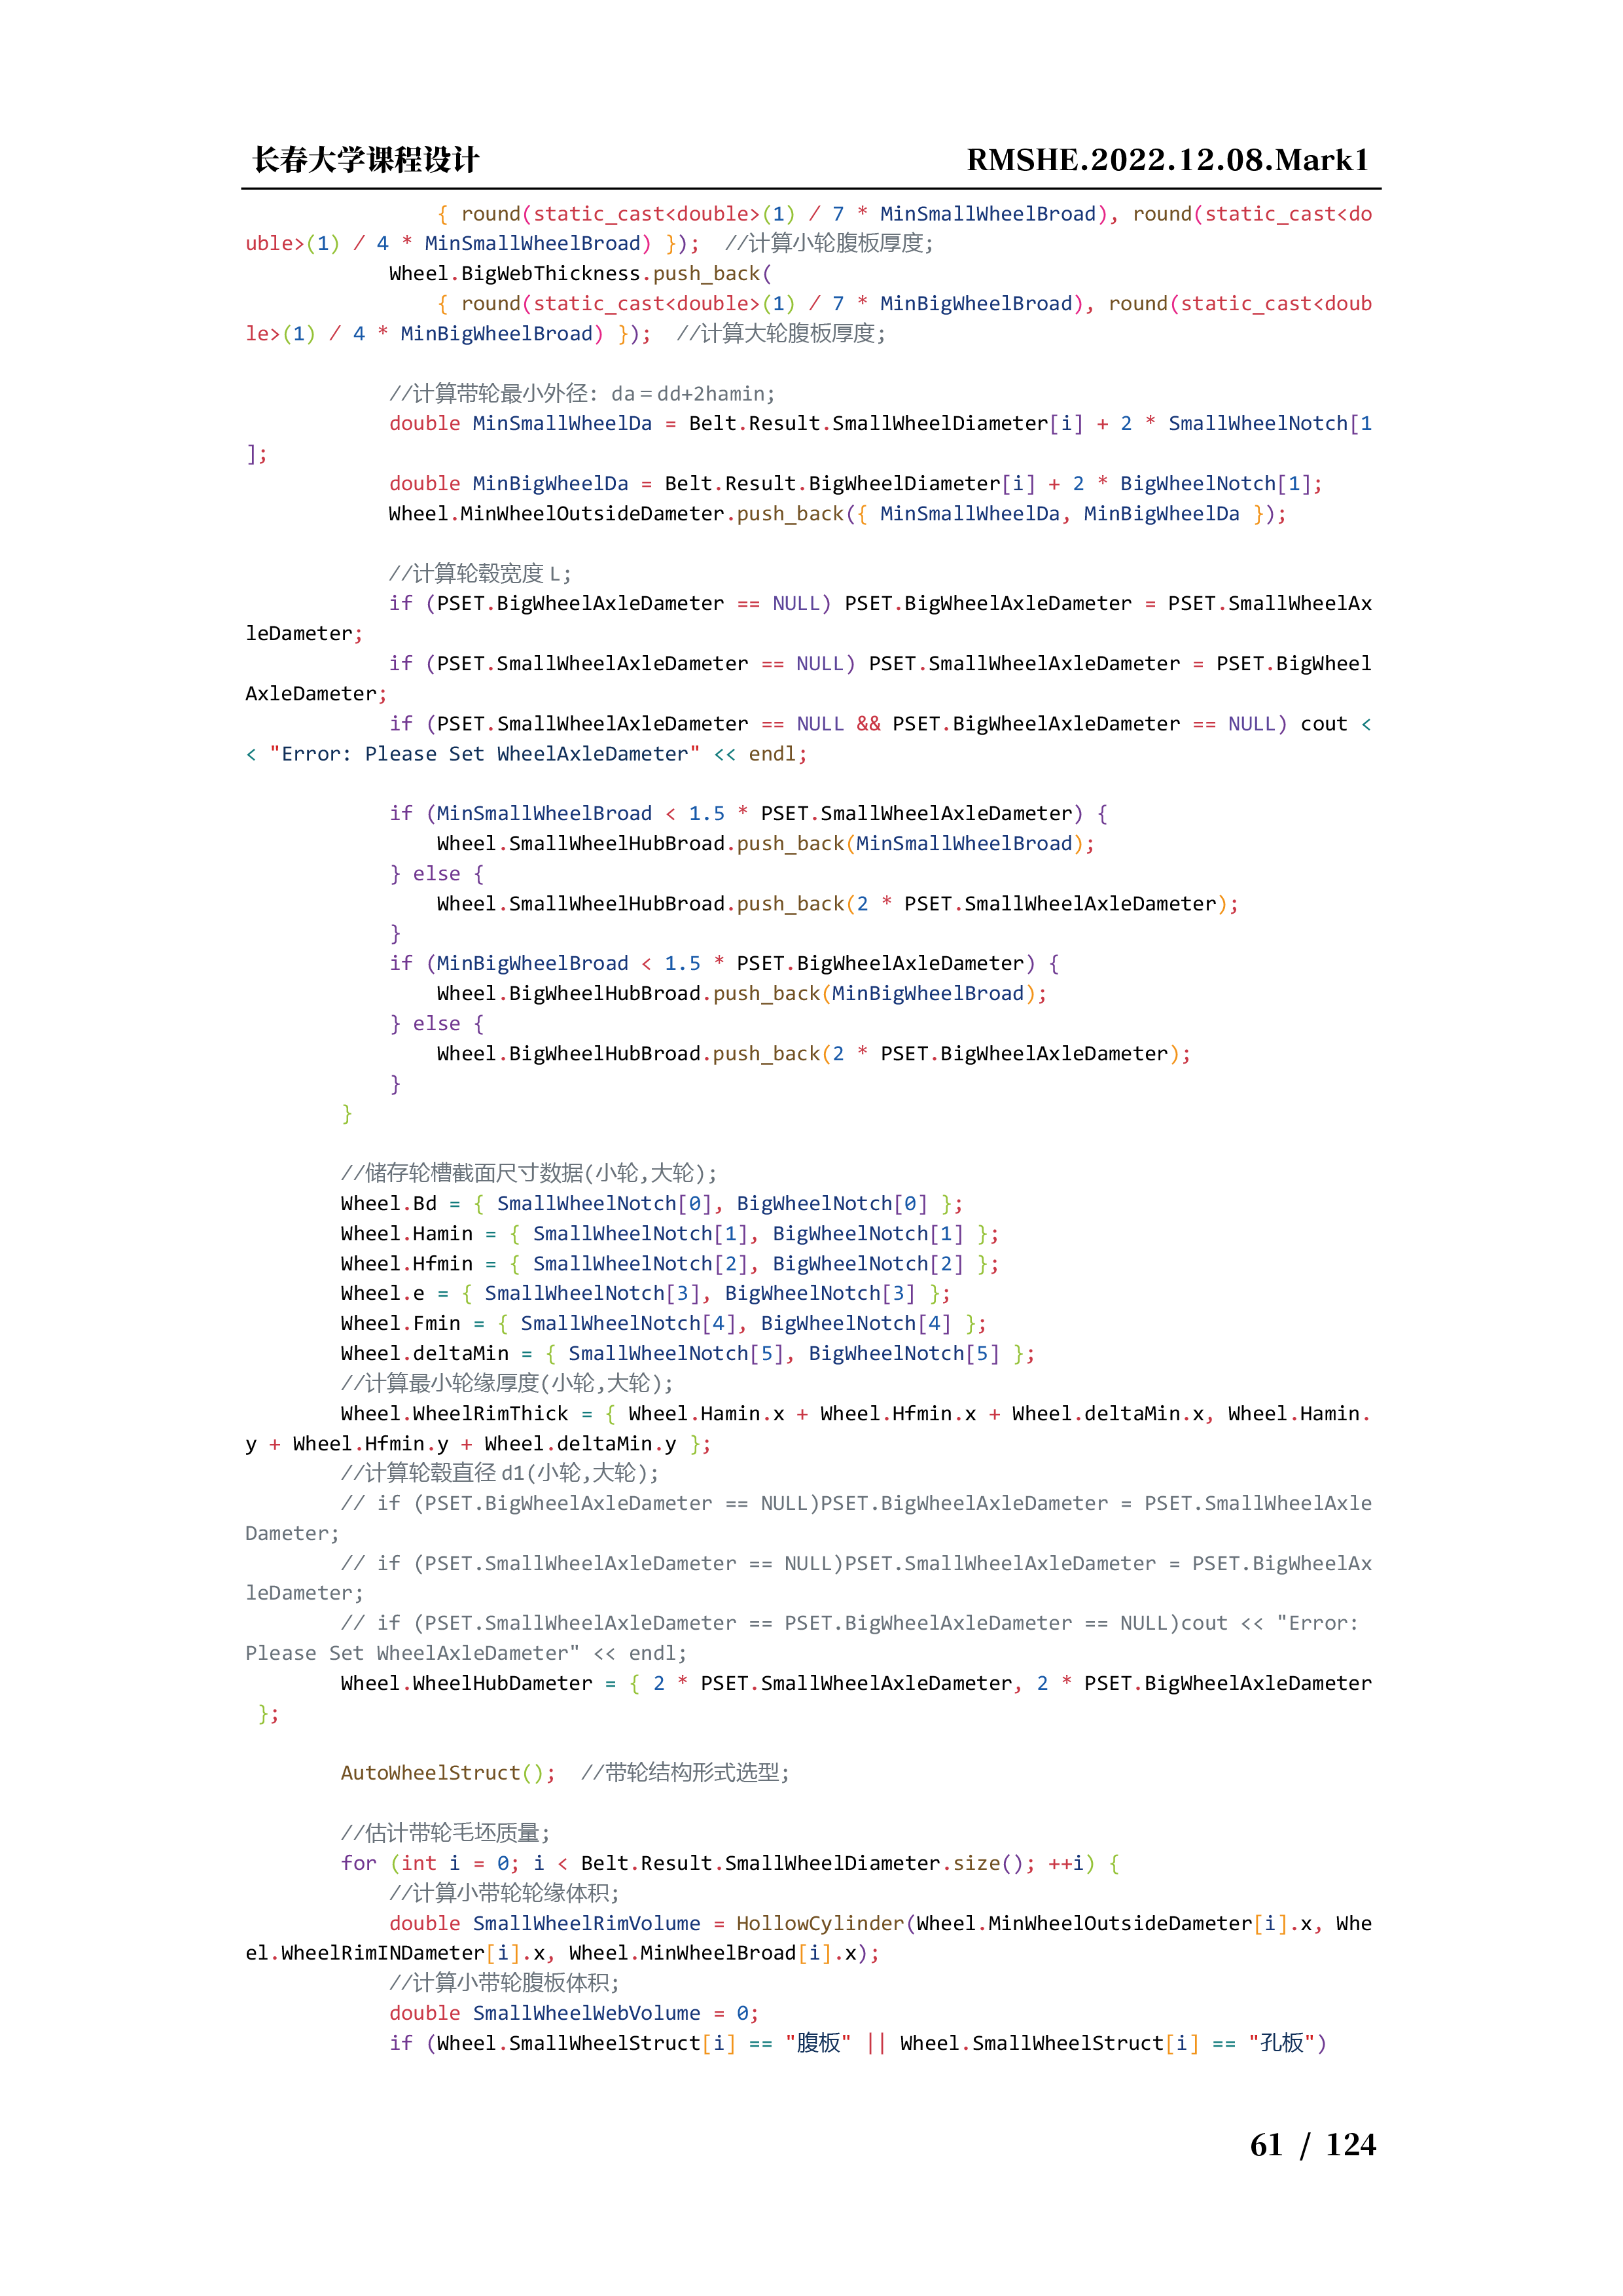 长春大学课程设计 RMSHE.2022.12.08.Mark1
{ round(static_cast<double>(1) / 7 * MinSmallWheelBroad), round(static_cast<do
uble>(1) / 4 * MinSmallWheelBroad) });  //计算小轮腹板厚度;
Wheel.BigWebThickness.push_back(
{ round(static_cast<double>(1) / 7 * MinBigWheelBroad), round(static_cast<doub
le>(1) / 4 * MinBigWheelBroad) });  //计算大轮腹板厚度;
//计算带轮最小外径: da＝dd+2hamin;
double MinSmallWheelDa = Belt.Result.SmallWheelDiameter[i] + 2 * SmallWheelNotch[1
];
double MinBigWheelDa = Belt.Result.BigWheelDiameter[i] + 2 * BigWheelNotch[1];
Wheel.MinWheelOutsideDameter.push_back({ MinSmallWheelDa, MinBigWheelDa });
//计算轮毂宽度 L;
if (PSET.BigWheelAxleDameter == NULL) PSET.BigWheelAxleDameter = PSET.SmallWheelAx
leDameter;
if (PSET.SmallWheelAxleDameter == NULL) PSET.SmallWheelAxleDameter = PSET.BigWheel
AxleDameter;
if (PSET.SmallWheelAxleDameter == NULL && PSET.BigWheelAxleDameter == NULL) cout <
< "Error: Please Set WheelAxleDameter" << endl;
if (MinSmallWheelBroad < 1.5 * PSET.SmallWheelAxleDameter) {
Wheel.SmallWheelHubBroad.push_back(MinSmallWheelBroad);
} else {
Wheel.SmallWheelHubBroad.push_back(2 * PSET.SmallWheelAxleDameter);
}
if (MinBigWheelBroad < 1.5 * PSET.BigWheelAxleDameter) {
Wheel.BigWheelHubBroad.push_back(MinBigWheelBroad);
} else {
Wheel.BigWheelHubBroad.push_back(2 * PSET.BigWheelAxleDameter);
}
}
//储存轮槽截面尺寸数据(小轮,大轮);
Wheel.Bd = { SmallWheelNotch[0], BigWheelNotch[0] };
Wheel.Hamin = { SmallWheelNotch[1], BigWheelNotch[1] };
Wheel.Hfmin = { SmallWheelNotch[2], BigWheelNotch[2] };
Wheel.e = { SmallWheelNotch[3], BigWheelNotch[3] };
Wheel.Fmin = { SmallWheelNotch[4], BigWheelNotch[4] };
Wheel.deltaMin = { SmallWheelNotch[5], BigWheelNotch[5] };
//计算最小轮缘厚度(小轮,大轮);
Wheel.WheelRimThick = { Wheel.Hamin.x + Wheel.Hfmin.x + Wheel.deltaMin.x, Wheel.Hamin.
y + Wheel.Hfmin.y + Wheel.deltaMin.y };
//计算轮毂直径 d1(小轮,大轮);
// if (PSET.BigWheelAxleDameter == NULL)PSET.BigWheelAxleDameter = PSET.SmallWheelAxle
Dameter;
// if (PSET.SmallWheelAxleDameter == NULL)PSET.SmallWheelAxleDameter = PSET.BigWheelAx
leDameter;
// if (PSET.SmallWheelAxleDameter == PSET.BigWheelAxleDameter == NULL)cout << "Error:
Please Set WheelAxleDameter" << endl;
Wheel.WheelHubDameter = { 2 * PSET.SmallWheelAxleDameter, 2 * PSET.BigWheelAxleDameter
};
AutoWheelStruct();  //带轮结构形式选型;
//估计带轮毛坯质量;
for (int i = 0; i < Belt.Result.SmallWheelDiameter.size(); ++i) {
//计算小带轮轮缘体积;
double SmallWheelRimVolume = HollowCylinder(Wheel.MinWheelOutsideDameter[i].x, Whe
el.WheelRimINDameter[i].x, Wheel.MinWheelBroad[i].x);
//计算小带轮腹板体积;
double SmallWheelWebVolume = 0;
if (Wheel.SmallWheelStruct[i] == "腹板" || Wheel.SmallWheelStruct[i] == "孔板")
61 / 124